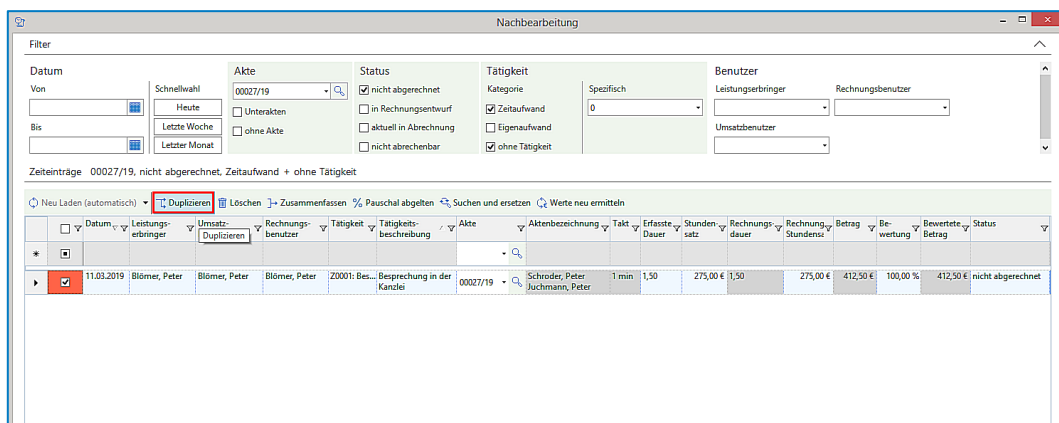 Nachbearbeitung
Filter
Datum
Akte
Status
Tätigkeit
Benutzer
Von
Schnellwahl
00027/19
nicht abgerechnet
Kategorie
Spezifisch
Leistungserbringer
Rechnungsbenutzer
Heute
Unterakten
in Rechnungsentwurf
Zeitaufwand
0
Bis
Letzte Woche
ohne Akte
aktuell in Abrechnung
Eigenaufwand
Umsatzbenutzer
Letzter Monat
nicht abrechenbar
ohne Tätigkeit
Zeiteinträge 00027/19, nicht abgerechnet, Zeitaufwand + ohne Tätigkeit
Neu Laden (automatisch) Duplizieren Löschen Zusammenfassen Pauschal abgelten Suchen und ersetzen Werte neu ermitteln
Datum
Leistungs-
erbringer
Umsatz-
Duplizieren
Rechnungs-
benutzer
Tätigkeit
Tätigkeits-
beschreibung
Akte
Aktenbezeichnung
Takt
Erfasste
Dauer
Stunden-
satz
Rechnungs-
dauer
Rechnung
Stundensa
Betrag
Be-
wertung
Bewertete
Betrag
Status
11.03.2019
Blömer, Peter
Blömer, Peter
Blömer, Peter
Z0001: Bes...
Besprechung in der
Kanzlei
00027/19
Schroder, Peter
Juchmann, Peter
1 min
1,50
275,00 €
1,50
275,00 €
412,50 €
100,00 %
412,50 €
nicht abgerechnet